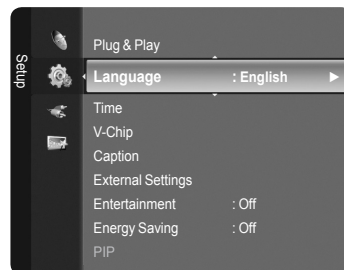 Setup
Plug & Play
Language : English ►
Time
V-Chip
Caption
External Settings
Entertainment : Off
Energy Saving : Off
PIP